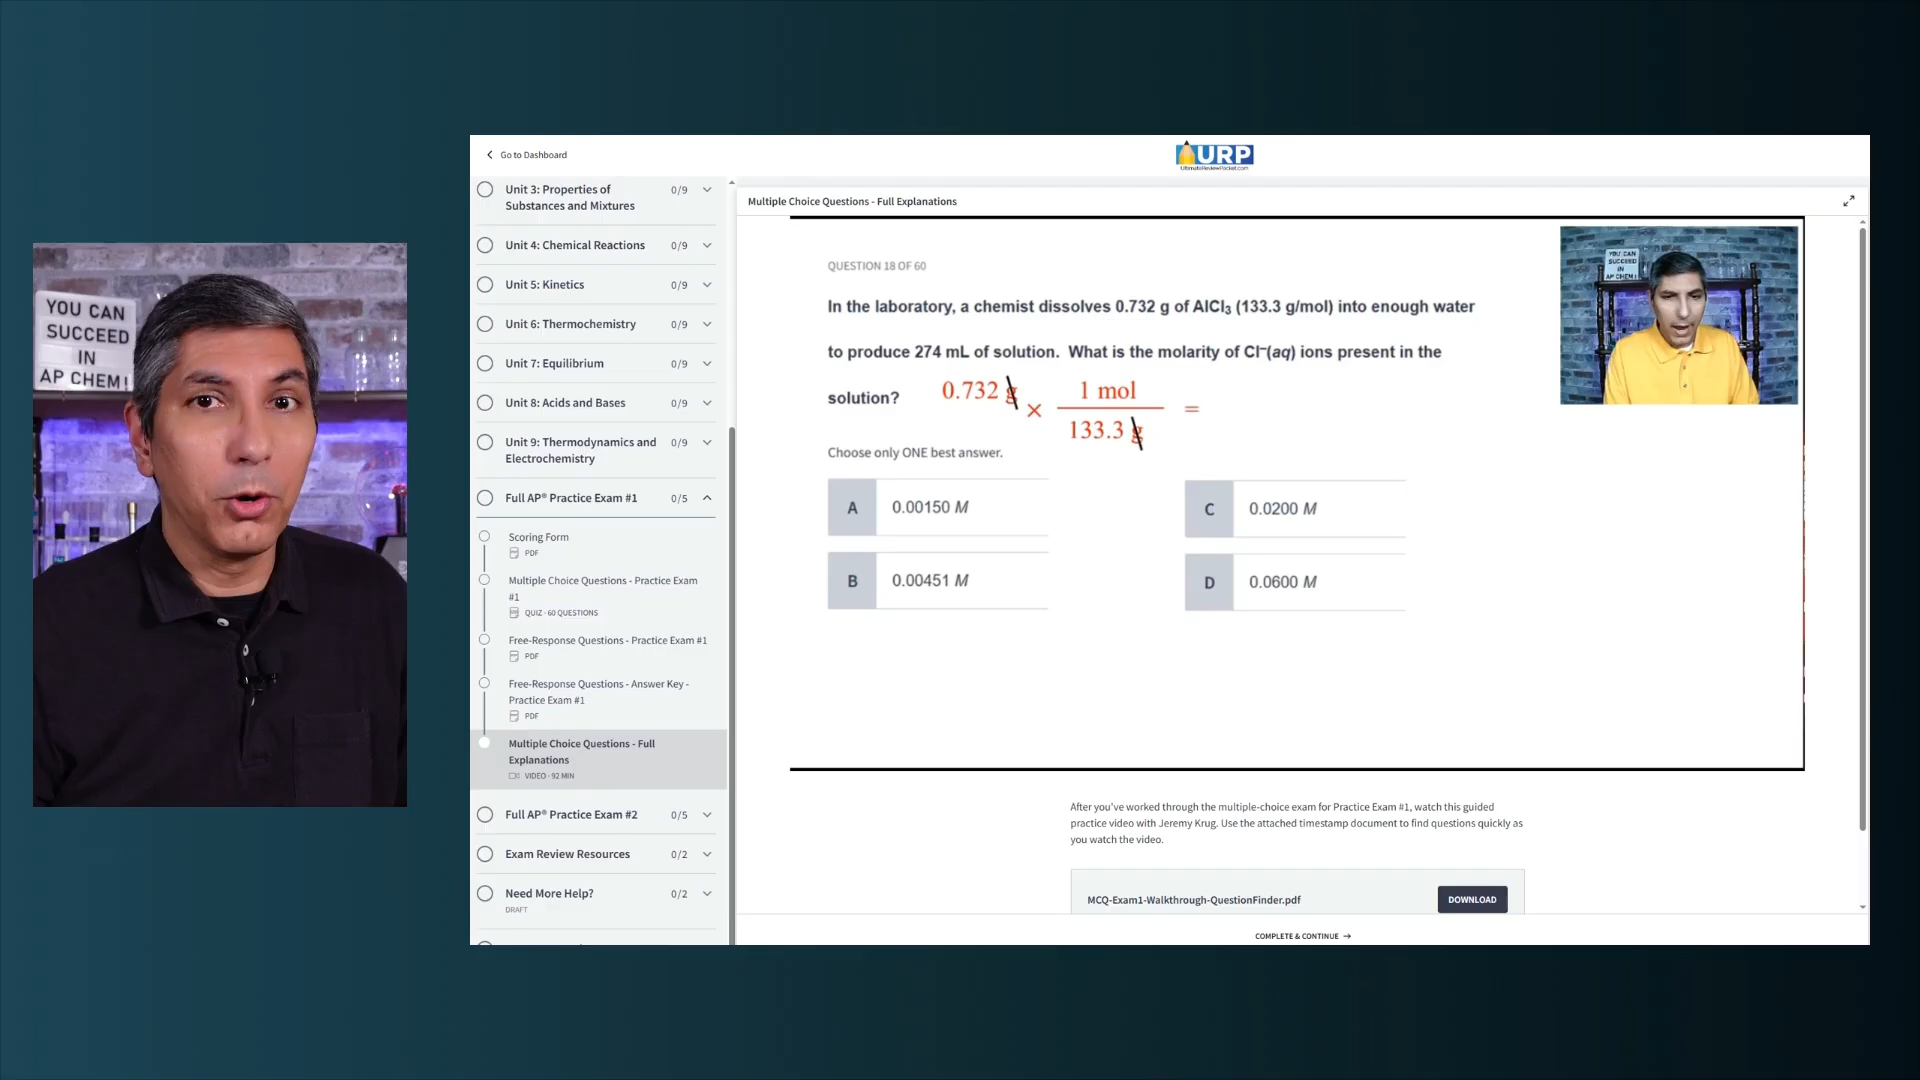 YOU CAN
SUCCEED
IN
AP CHEM!
Go to Dashboard
URP
UltimateReviewPacket.com
Unit 3: Properties of
Substances and Mixtures
0/9
Unit 4: Chemical Reactions 0/9
Unit 5: Kinetics 0/9
Unit 6: Thermochemistry 0/9
Unit 7: Equilibrium 0/9
Unit 8: Acids and Bases 0/9
Unit 9: Thermodynamics and
Electrochemistry
0/9
Full AP® Practice Exam #1 0/5
Scoring Form
PDF
Multiple Choice Questions - Practice Exam
#1
QUIZ - 60 QUESTIONS
Free-Response Questions - Practice Exam #1
PDF
Free-Response Questions - Answer Key -
Practice Exam #1
PDF
Multiple Choice Questions - Full
Explanations
VIDEO - 92 MIN
Full AP® Practice Exam #2 0/5
Exam Review Resources 0/2
Need More Help? 0/2
DRAFT
Multiple Choice Questions - Full Explanations
QUESTION 18 OF 60
In the laboratory, a chemist dissolves 0.732 g of AlCl₃ (133.3 g/mol) into enough water
to produce 274 mL of solution. What is the molarity of Cl⁻(aq) ions present in the
solution?
0.732 g × 1 mol =
133.3 g
Choose only ONE best answer.
A 0.00150 M
B 0.00451 M
C 0.0200 M
D 0.0600 M
YOU CAN
SUCCEED
IN
AP CHEM!
After you've worked through the multiple-choice exam for Practice Exam #1, watch this guided
practice video with Jeremy Krug. Use the attached timestamp document to find questions quickly as
you watch the video.
MCQ-Exam1-Walkthrough-QuestionFinder.pdf DOWNLOAD
COMPLETE & CONTINUE →